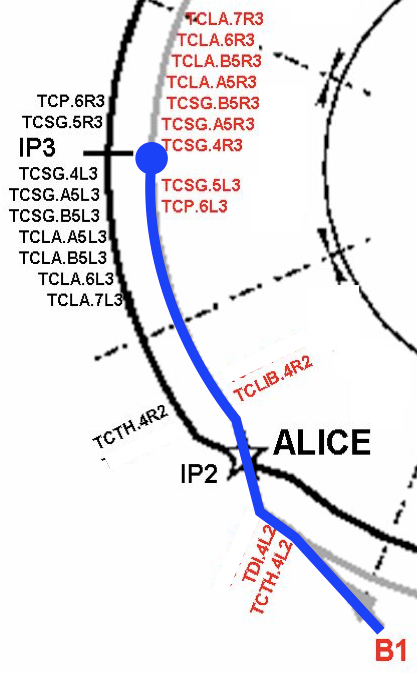 TCLA.7R3
TCLA.6R3
TCLA.B5R3
TCLA.A5R3
TCSG.B5R3
TCSG.A5R3
TCSG.4R3
TCP.6R3
TCSG.5R3
IP3
TCSG.4L3
TCSG.A5L3
TCSG.B5L3
TCLA.A5L3
TCLA.B5L3
TCLA.6L3
TCLA.7L3
TCSG.5L3
TCP.6L3
TCLIB.4R2
TCTH.4R2
ALICE
IP2
TDI.4L2
TCTH.4L2
B1